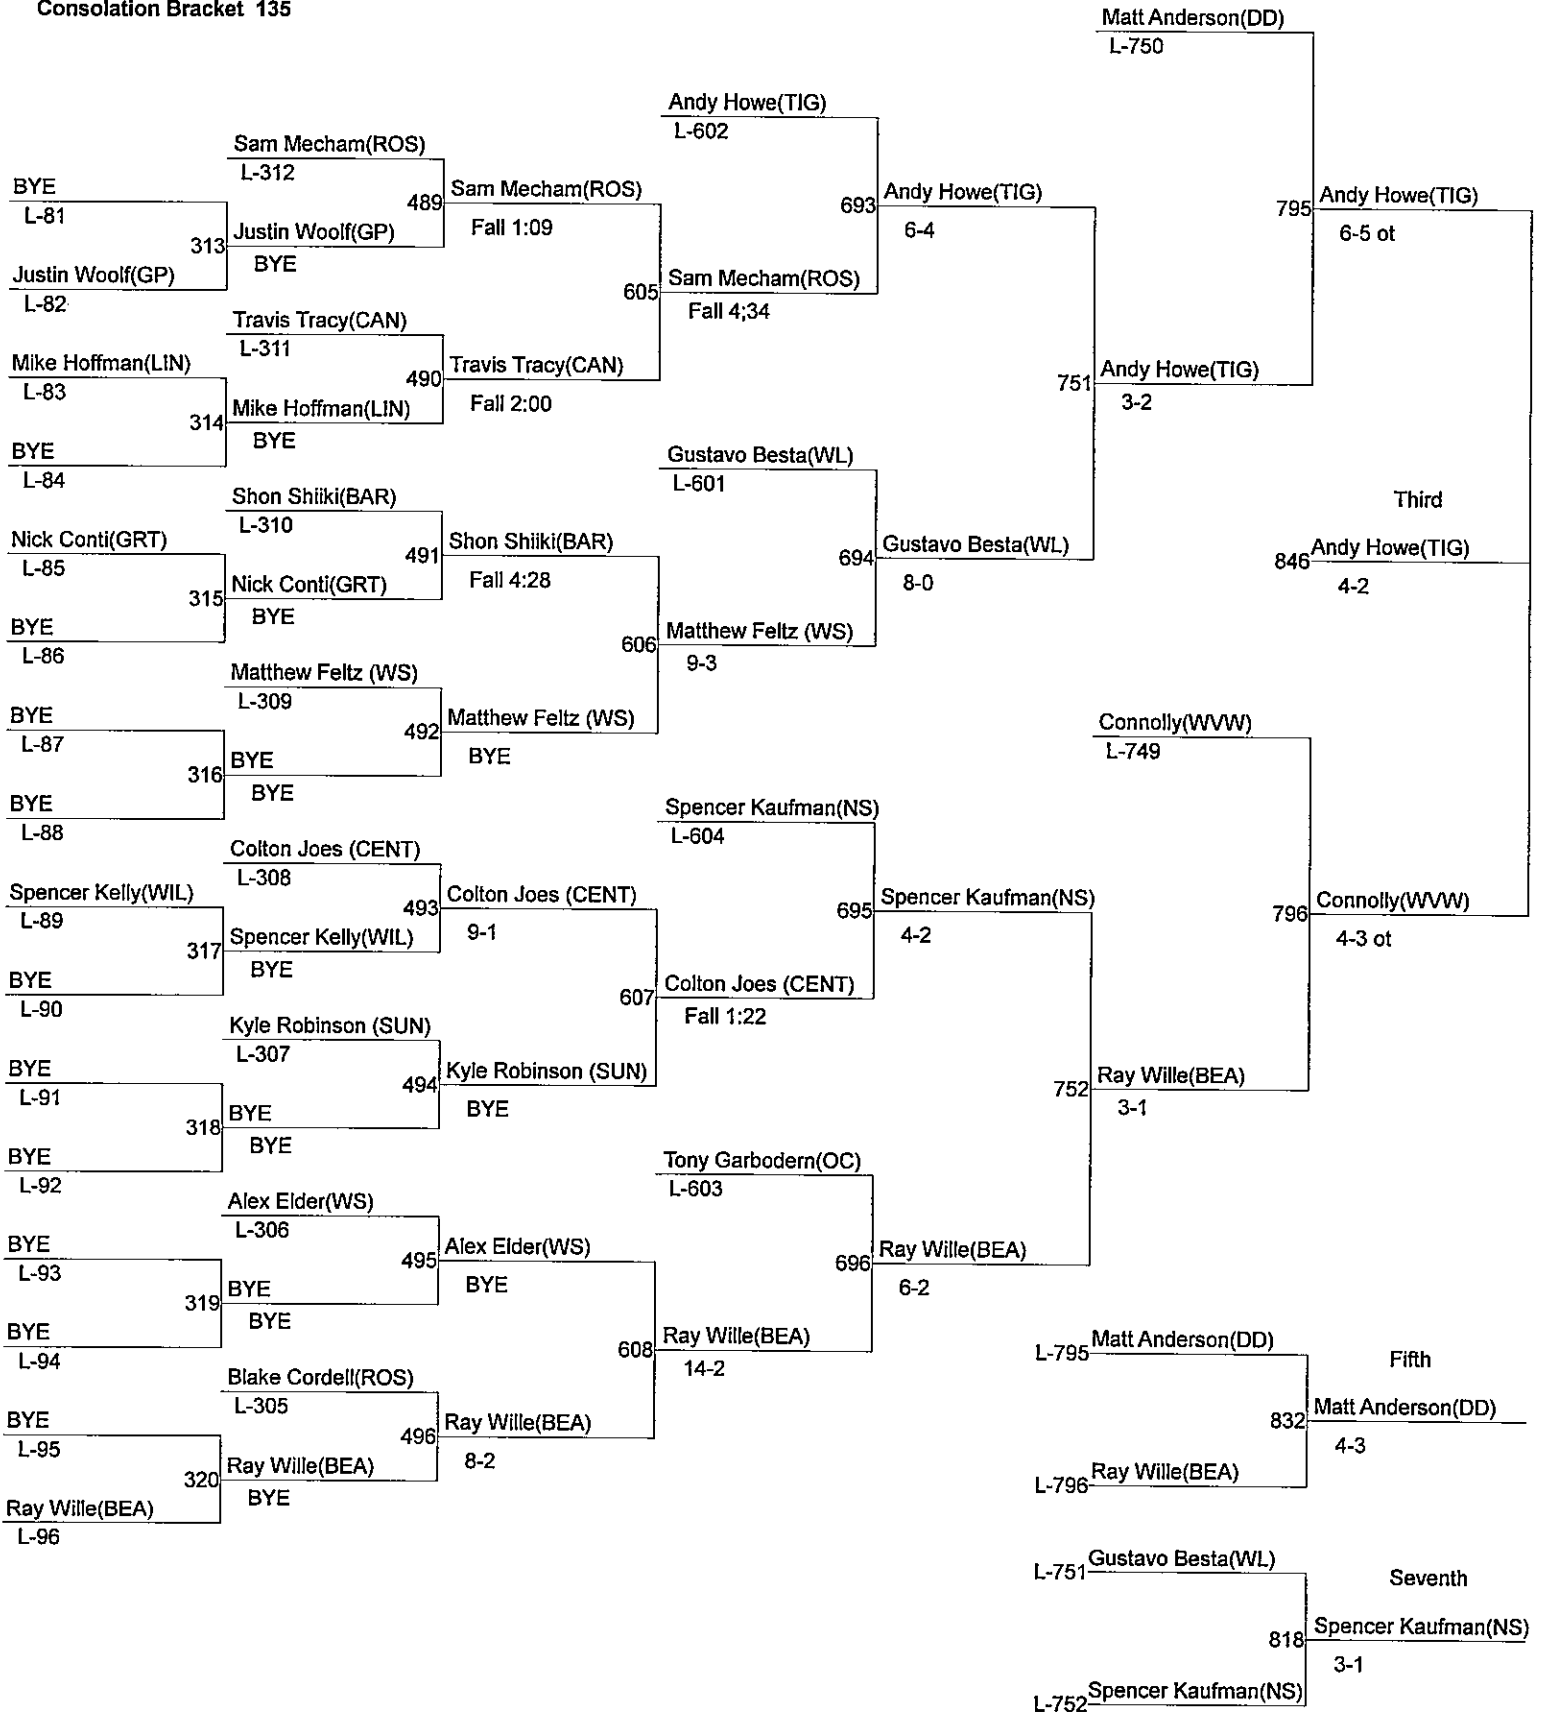 Consolation Bracket 135
BYE
L-81
Justin Woolf(GP)
L-82
Mike Hoffman(LIN)
L-83
BYE
L-84
Nick Conti(GRT)
L-85
BYE
L-86
BYE
L-87
BYE
L-88
Spencer Kelly(WIL)
L-89
BYE
L-90
BYE
L-91
BYE
L-92
BYE
L-93
BYE
L-94
BYE
L-95
Ray Wille(BEA)
L-96
Sam Mecham(ROS)
L-312
313
Justin Woolf(GP)
BYE
Travis Tracy(CAN)
L-311
314
Mike Hoffman(LIN)
BYE
Shon Shiiki(BAR)
L-310
315
Nick Conti(GRT)
BYE
Matthew Feltz (WS)
L-309
316
BYE
BYE
Colton Joes (CENT)
L-308
317
Spencer Kelly(WIL)
BYE
Kyle Robinson (SUN)
L-307
318
BYE
BYE
Alex Elder(WS)
L-306
319
BYE
BYE
Blake Cordell(ROS)
L-305
320
Ray Wille(BEA)
BYE
489
Sam Mecham(ROS)
Fall 1:09
490
Travis Tracy(CAN)
Fall 2:00
491
Shon Shiiki(BAR)
Fall 4:28
492
Matthew Feltz (WS)
BYE
493
Colton Joes (CENT)
9-1
494
Kyle Robinson (SUN)
BYE
495
Alex Elder(WS)
BYE
496
Ray Wille(BEA)
8-2
Andy Howe(TIG)
L-602
605
Sam Mecham(ROS)
Fall 4;34
Gustavo Besta(WL)
L-601
606
Matthew Feltz (WS)
9-3
Spencer Kaufman(NS)
L-604
607
Colton Joes (CENT)
Fall 1:22
Tony Garbodern(OC)
L-603
608
Ray Wille(BEA)
14-2
693
Andy Howe(TIG)
6-4
694
Gustavo Besta(WL)
8-0
695
Spencer Kaufman(NS)
4-2
696
Ray Wille(BEA)
6-2
Matt Anderson(DD)
L-750
751
Andy Howe(TIG)
3-2
Connolly(WVW)
L-749
752
Ray Wille(BEA)
3-1
795
Andy Howe(TIG)
6-5 ot
796
Connolly(WVW)
4-3 ot
Third
846
Andy Howe(TIG)
4-2
L-795
Matt Anderson(DD)
L-796
Ray Wille(BEA)
Fifth
832
Matt Anderson(DD)
4-3
L-751
Gustavo Besta(WL)
L-752
Spencer Kaufman(NS)
Seventh
818
Spencer Kaufman(NS)
3-1